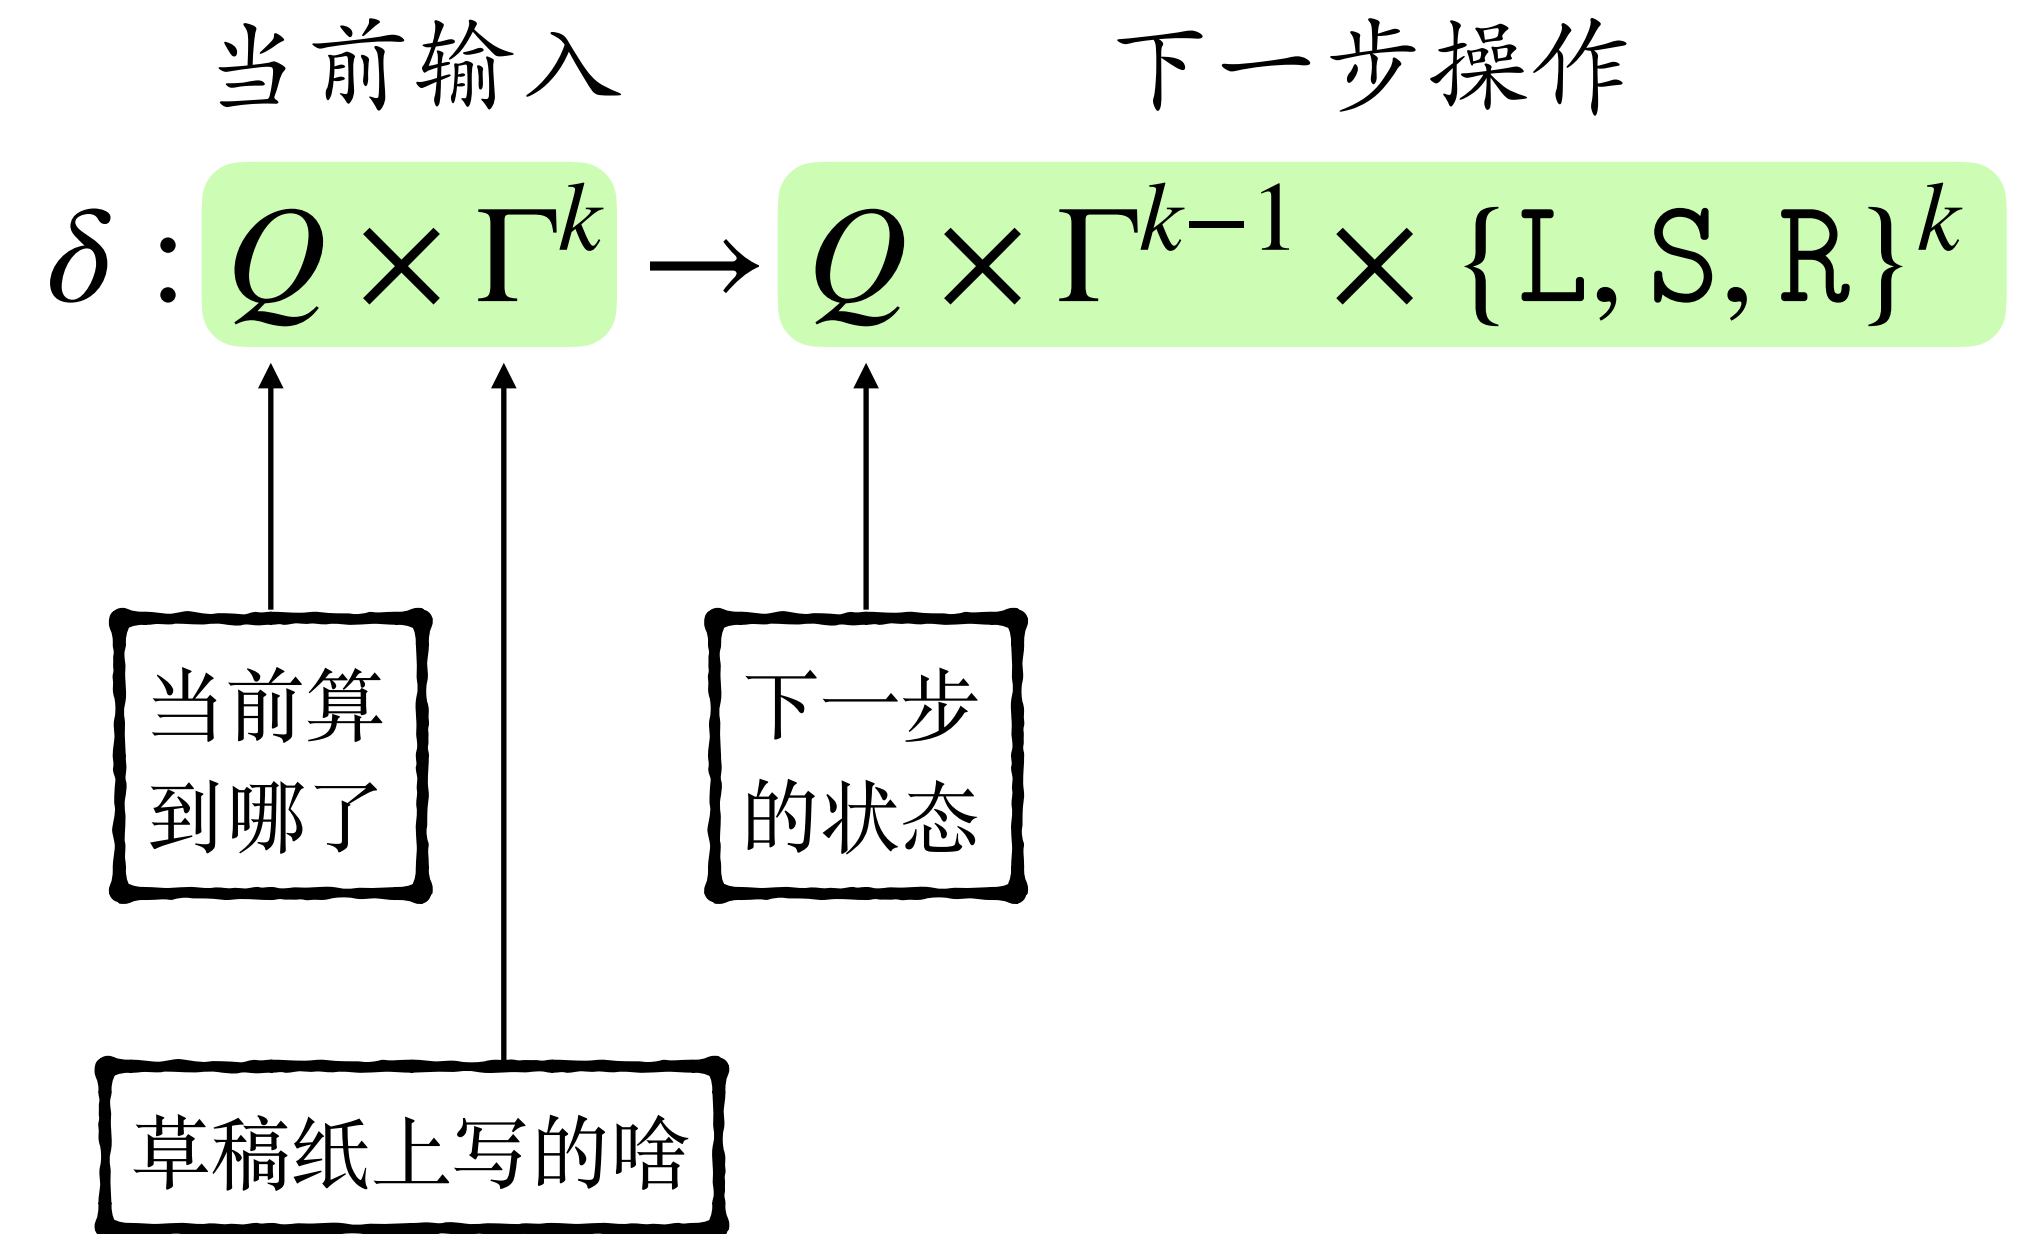 当前输入 下一步操作
δ : Q × Γ^k → Q × Γ^{k−1} × {L, S, R}^k
当前算
到哪了
下一步
的状态
草稿纸上写的啥